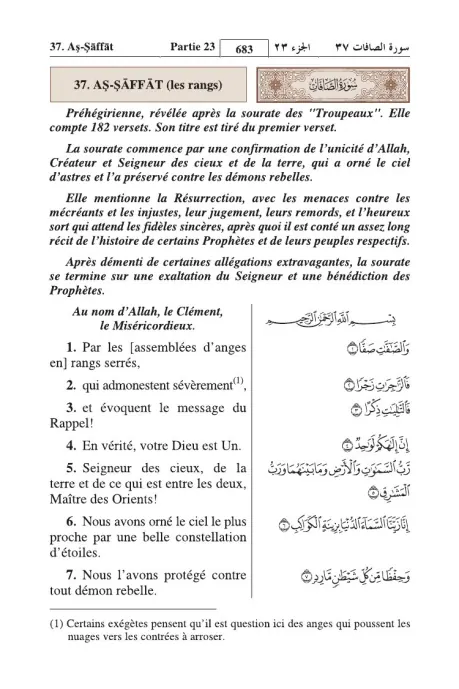 37. Aṣ-Ṣāffāt Partie 23 683 الجزء ٢٣ سورة الصافات ٣٧
37. AṢ-ṢĀFFĀT (les rangs) سُورَةُ الصَّافَّاتِ
Préhégirienne, révélée après la sourate des "Troupeaux". Elle
compte 182 versets. Son titre est tiré du premier verset.
La sourate commence par une confirmation de l'unicité d'Allah,
Créateur et Seigneur des cieux et de la terre, qui a orné le ciel
d'astres et l'a préservé contre les démons rebelles.
Elle mentionne la Résurrection, avec les menaces contre les
mécréants et les injustes, leur jugement, leurs remords, et l'heureux
sort qui attend les fidèles sincères, après quoi il est conté un assez long
récit de l'histoire de certains Prophètes et de leurs peuples respectifs.
Après démenti de certaines allégations extravagantes, la sourate
se termine sur une exaltation du Seigneur et une bénédiction des
Prophètes.
Au nom d'Allah, le Clément,
le Miséricordieux.
بِسْمِ اللَّهِ الرَّحْمَٰنِ الرَّحِيمِ
1. Par les [assemblées d'anges
en] rangs serrés,
وَٱلصَّٰٓفَّٰتِ صَفًّا ١
2. qui admonestent sévèrement(1),
فَٱلزَّٰجِرَٰتِ زَجْرًا ٢
3. et évoquent le message du
Rappel!
فَٱلتَّٰلِيَٰتِ ذِكْرًا ٣
4. En vérité, votre Dieu est Un.
إِنَّ إِلَٰهَكُمْ لَوَٰحِدٌ ٤
5. Seigneur des cieux, de la
terre et de ce qui est entre les deux,
Maître des Orients!
رَّبُّ ٱلسَّمَٰوَٰتِ وَٱلْأَرْضِ وَمَا بَيْنَهُمَا وَرَبُّ
ٱلْمَشَٰرِقِ ٥
6. Nous avons orné le ciel le plus
proche par une belle constellation
d'étoiles.
إِنَّا زَيَّنَّا ٱلسَّمَآءَ ٱلدُّنْيَا بِزِينَةٍ ٱلْكَوَاكِبِ ٦
7. Nous l'avons protégé contre
tout démon rebelle.
وَحِفْظًا مِّن كُلِّ شَيْطَٰنٍ مَّارِدٍ ٧
(1) Certains exégètes pensent qu'il est question ici des anges qui poussent les
nuages vers les contrées à arroser.